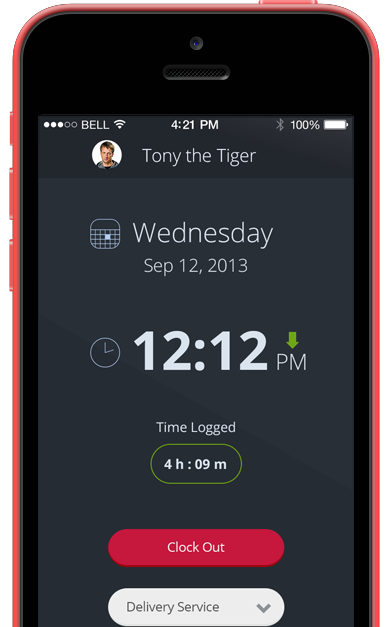 BELL 4:21 PM 100%
Tony the Tiger
Wednesday
Sep 12, 2013
12:12 PM
Time Logged
4 h : 09 m
Clock Out
Delivery Service